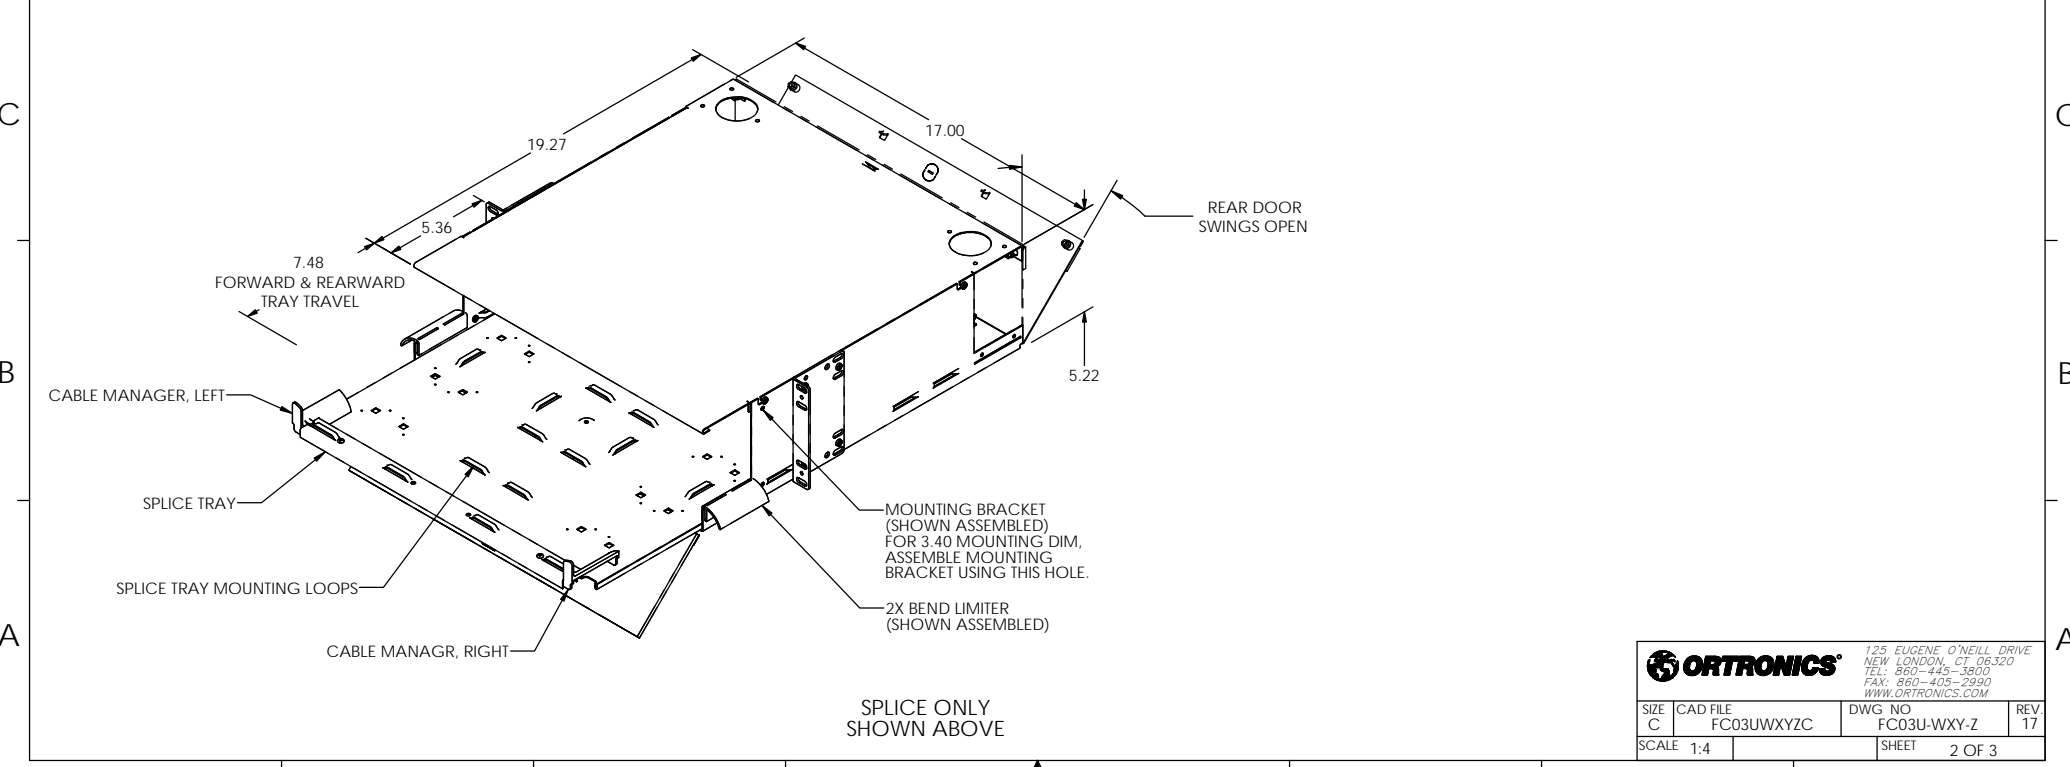 C
C
17.00
19.27
5.36
REAR DOOR
SWINGS OPEN
7.48
FORWARD & REARWARD
TRAY TRAVEL
B
B
5.22
CABLE MANAGER, LEFT
SPLICE TRAY
MOUNTING BRACKET
(SHOWN ASSEMBLED)
FOR 3.40 MOUNTING DIM,
ASSEMBLE MOUNTING
BRACKET USING THIS HOLE.
SPLICE TRAY MOUNTING LOOPS
2X BEND LIMITER
(SHOWN ASSEMBLED)
CABLE MANAGR, RIGHT
A
A
SPLICE ONLY
SHOWN ABOVE
ORTRONICS
125 EUGENE O'NEILL DRIVE
NEW LONDON, CT 06320
TEL: 860-445-3800
FAX: 860-405-2990
WWW.ORTRONICS.COM
SIZE
C
CAD FILE
FC03UWXYZC
DWG NO
FC03U-WXY-Z
REV.
17
SCALE 1:4
SHEET 2 OF 3